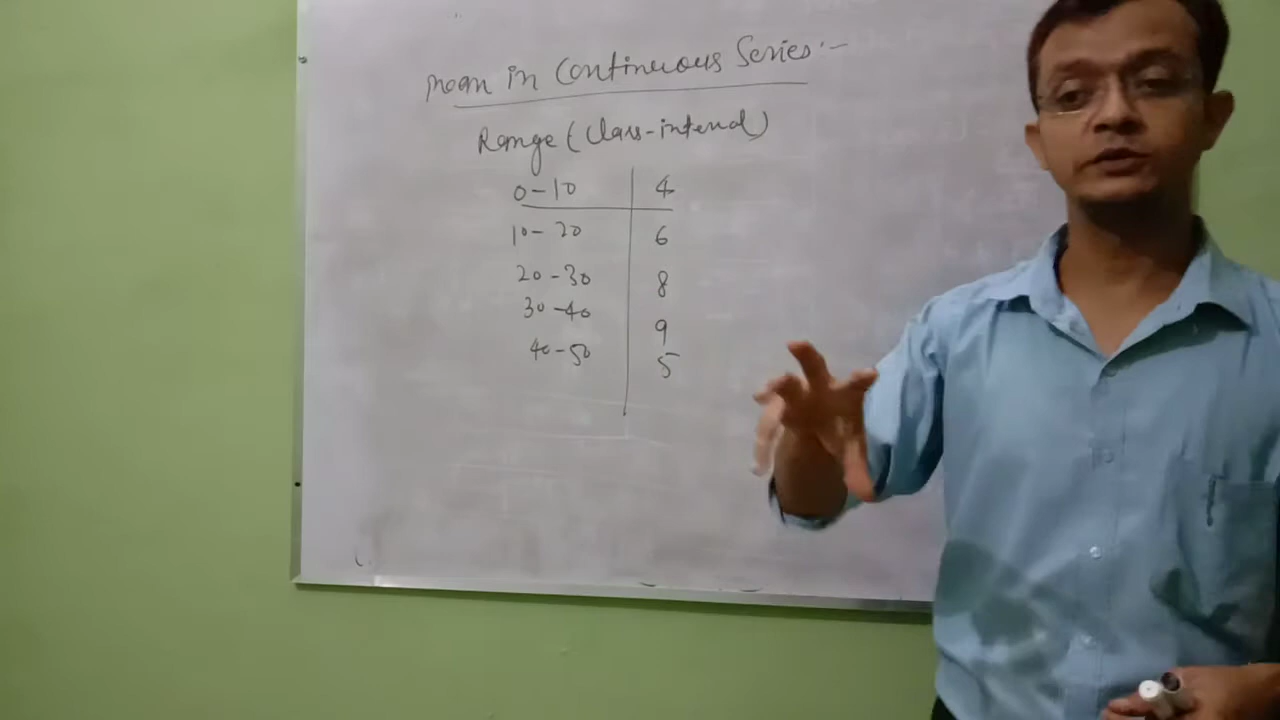 Mean in Continuous Series:-
Range (Class-interval)
0-10 4
10-20 6
20-30 8
30-40 9
40-50 5